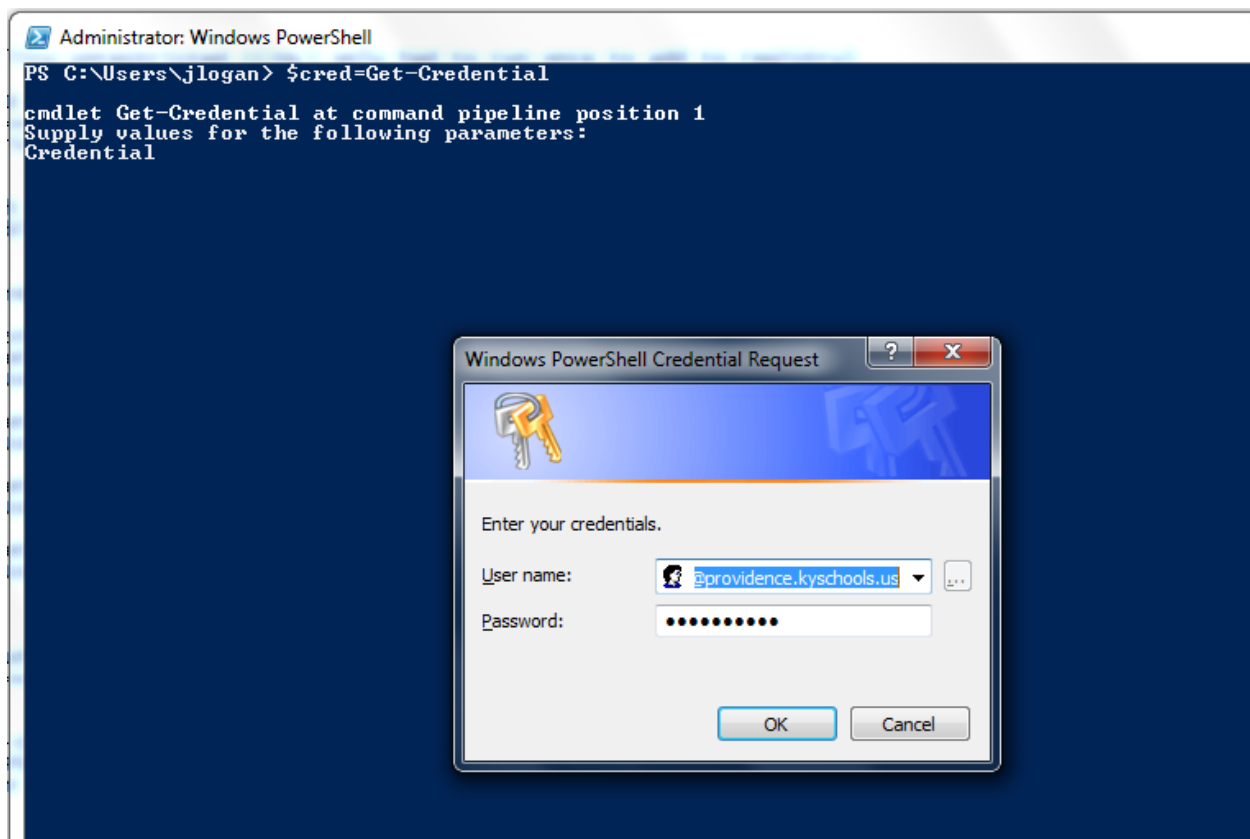 Administrator: Windows PowerShell
PS C:\Users\jlogan> $cred=Get-Credential
cmdlet Get-Credential at command pipeline position 1
Supply values for the following parameters:
Credential
Windows PowerShell Credential Request
?
Enter your credentials.
User name:
@providence.kyschools.us
...
Password:
••••••••••
OK
Cancel